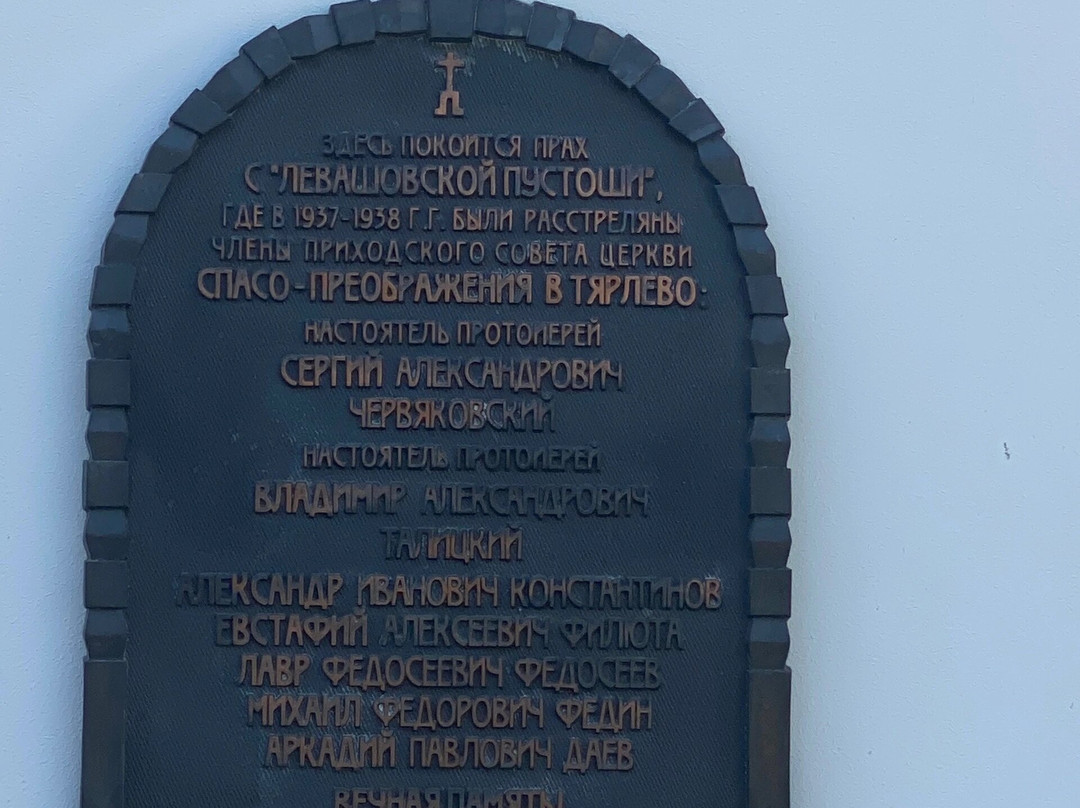 ЗДЕСЬ ПОКОИТСЯ ПРАХ
С "ЛЕВАШОВСКОЙ ПУСТОШИ",
ГДЕ В 1937-1938 Г.Г. БЫЛИ РАССТРЕЛЯНЫ
ЧЛЕНЫ ПРИХОДСКОГО СОВЕТА ЦЕРКВИ
СПАСО-ПРЕОБРАЖЕНИЯ В ТЯРЛЕВО:
НАСТОЯТЕЛЬ ПРОТОИЕРЕЙ
СЕРГИЙ АЛЕКСАНДРОВИЧ
ЧЕРВЯКОВСКИЙ
НАСТОЯТЕЛЬ ПРОТОИЕРЕЙ
ВЛАДИМИР АЛЕКСАНДРОВИЧ
ТАЛИЦКИЙ
АЛЕКСАНДР ИВАНОВИЧ КОНСТАНТИНОВ
ЕВСТАФИЙ АЛЕКСЕЕВИЧ ФИЛЮТА
ЛАВР ФЕДОСЕЕВИЧ ФЕДОСЕЕВ
МИХАИЛ ФЕДОРОВИЧ ФЕДИН
АРКАДИЙ ПАВЛОВИЧ ДАЕВ
ВЕЧНАЯ ПАМЯТЬ